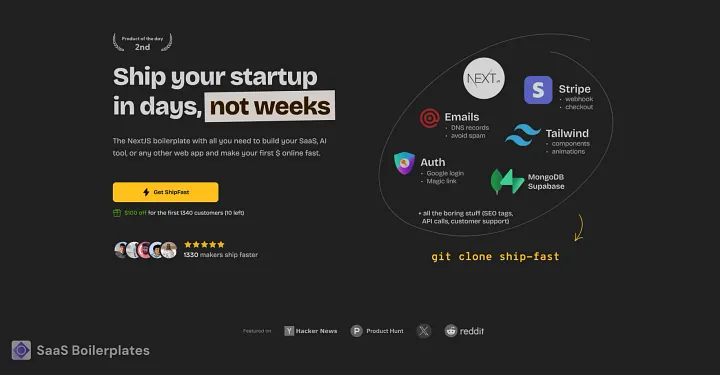 Product of the day
2nd
Ship your startup
in days, not weeks
The NextJS boilerplate with all you need to build your SaaS, AI
tool, or any other web app and make your first $ online fast.
Get ShipFast
$100 off for the first 1340 customers (10 left)
1330 makers ship faster
NEXT.JS
Stripe
• webhook
• checkout
Emails
• DNS records
• avoid spam
Tailwind
• components
• animations
Auth
• Google login
• Magic link
MongoDB
Supabase
+ all the boring stuff (SEO tags,
API calls, customer support)
git clone ship-fast
Featured on
Y Hacker News
P Product Hunt
X
reddit
SaaS Boilerplates